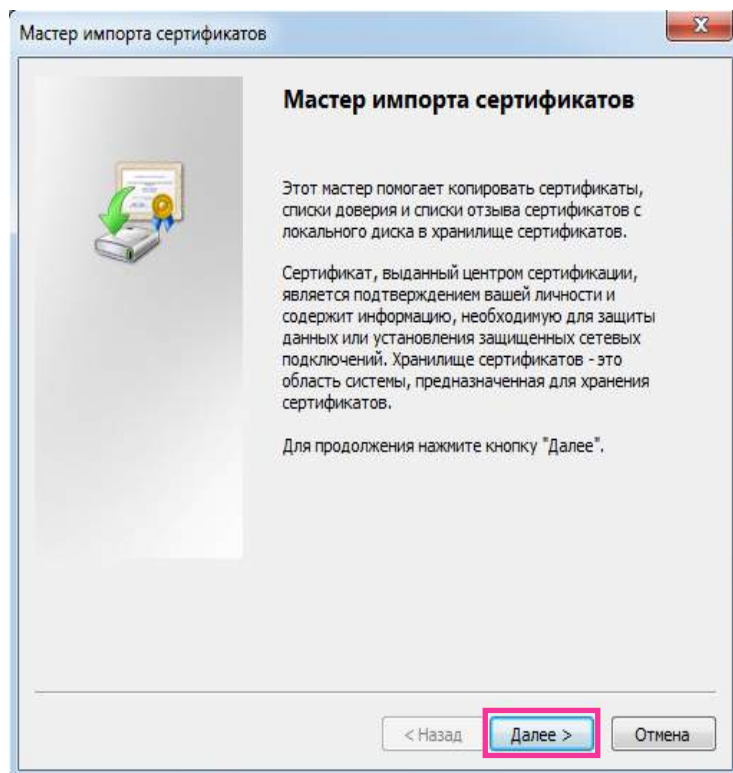 Мастер импорта сертификатов
Мастер импорта сертификатов
Этот мастер помогает копировать сертификаты,
списки доверия и списки отзыва сертификатов с
локального диска в хранилище сертификатов.
Сертификат, выданный центром сертификации,
является подтверждением вашей личности и
содержит информацию, необходимую для защиты
данных или установления защищенных сетевых
подключений. Хранилище сертификатов - это
область системы, предназначенная для хранения
сертификатов.
Для продолжения нажмите кнопку "Далее".
< Назад
Далее >
Отмена